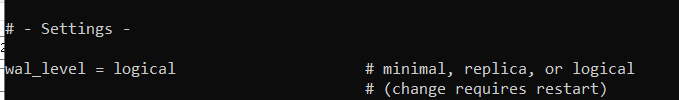 # - Settings -
wal_level = logical # minimal, replica, or logical
# (change requires restart)